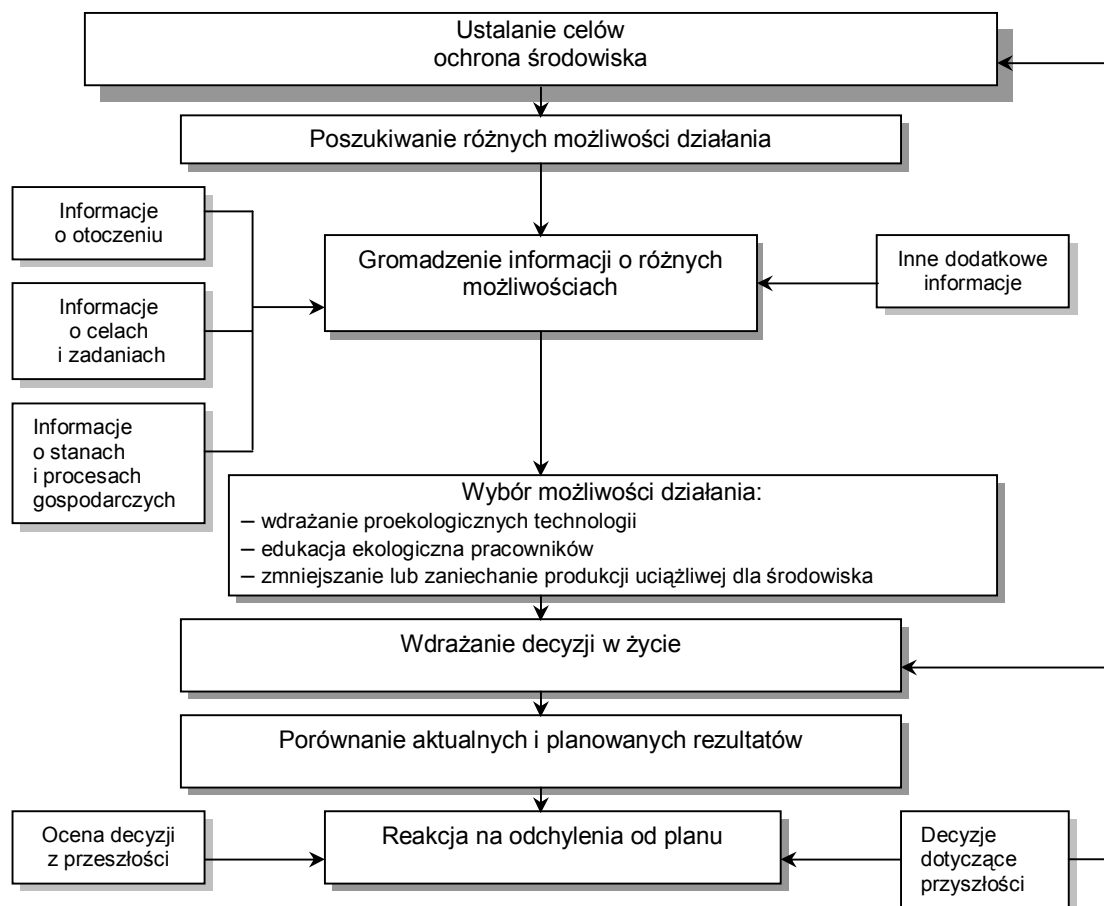 Ustalanie celów
ochrona środowiska
Poszukiwanie różnych możliwości działania
Informacje
o otoczeniu
Gromadzenie informacji o różnych
możliwościach
Inne dodatkowe
informacje
Informacje
o celach
i zadaniach
Informacje
o stanach
i procesach
gospodarczych
Wybór możliwości działania:
– wdrażanie proekologicznych technologii
– edukacja ekologiczna pracowników
– zmniejszanie lub zaniechanie produkcji uciążliwej dla środowiska
Wdrażanie decyzji w życie
Porównanie aktualnych i planowanych rezultatów
Ocena decyzji
z przeszłości
Reakcja na odchylenia od planu
Decyzje
dotyczące
przyszłości